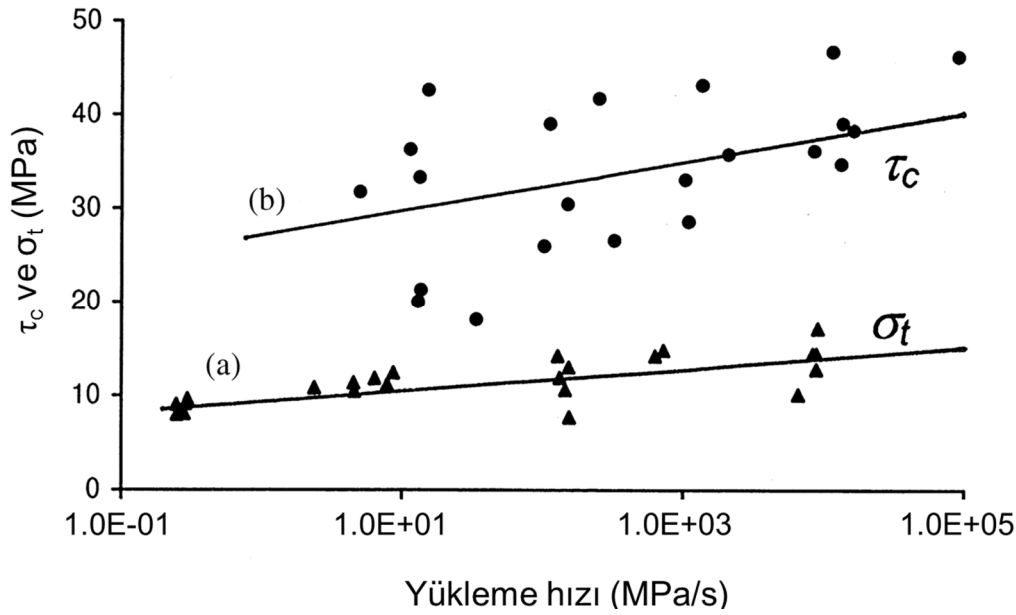 50
40
30
20
10
0
τc ve σt (MPa)
(b)
τc
(a)
σt
1.0E-01 1.0E+01 1.0E+03 1.0E+05
Yükleme hızı (MPa/s)